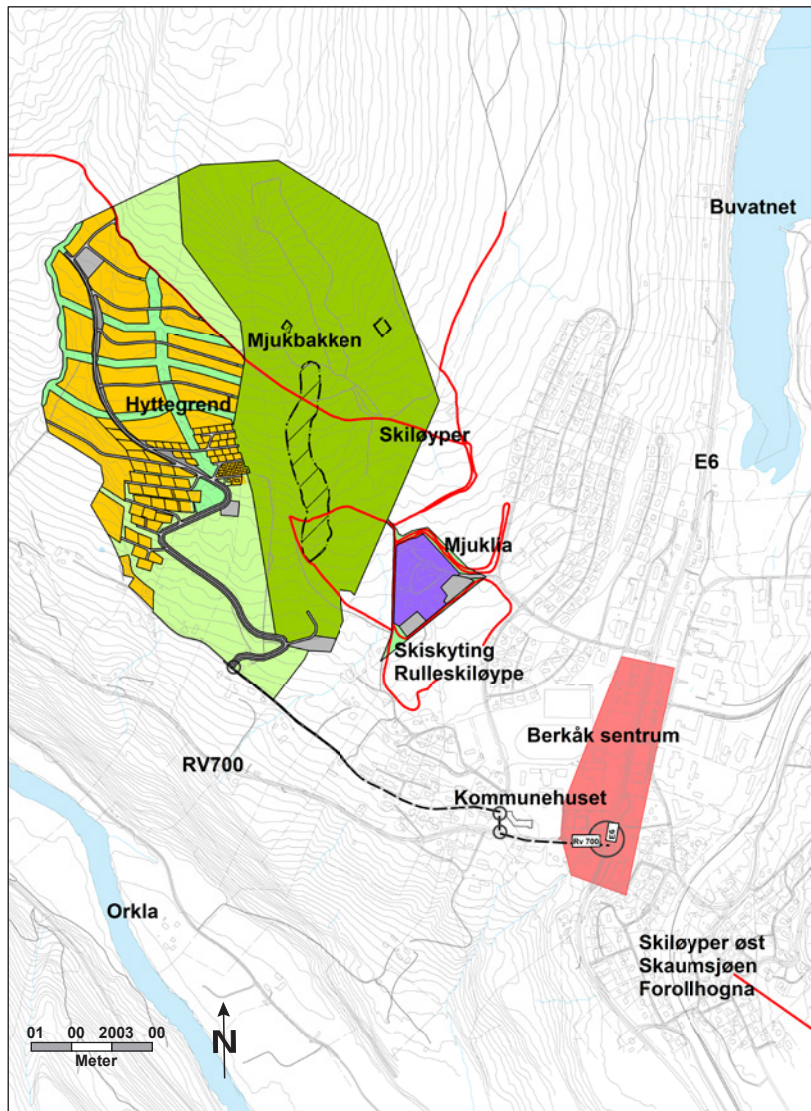 Buvatnet
Mjukbakken
Hyttegrend
Skiløyper
E6
Mjuklia
Skiskyting
Rulleskiløype
Berkåk sentrum
RV700
Kommunehuset
Rv 700
E6
Orkla
Skiløyper øst
Skaumsjøen
Forollhogna
01 00 2003 00
Meter
N